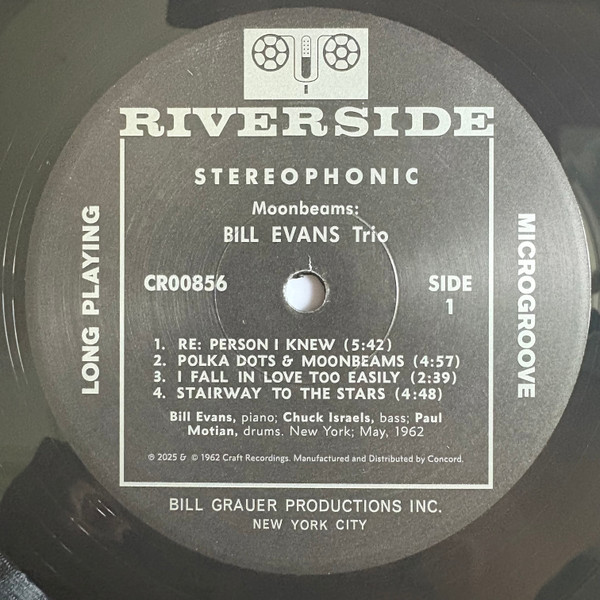 RIVERSIDE
STEREOPHONIC
Moonbeams:
BILL EVANS Trio
CR00856
SIDE
1
LONG PLAYING
MICROGROOVE
1. RE: PERSON I KNEW (5:42)
2. POLKA DOTS & MOONBEAMS (4:57)
3. I FALL IN LOVE TOO EASILY (2:39)
4. STAIRWAY TO THE STARS (4:48)
Bill Evans, piano; Chuck Israels, bass; Paul
Motian, drums. New York; May, 1962
℗ 2025 & © 1962 Craft Recordings. Manufactured and Distributed by Concord.
BILL GRAUER PRODUCTIONS INC.
NEW YORK CITY